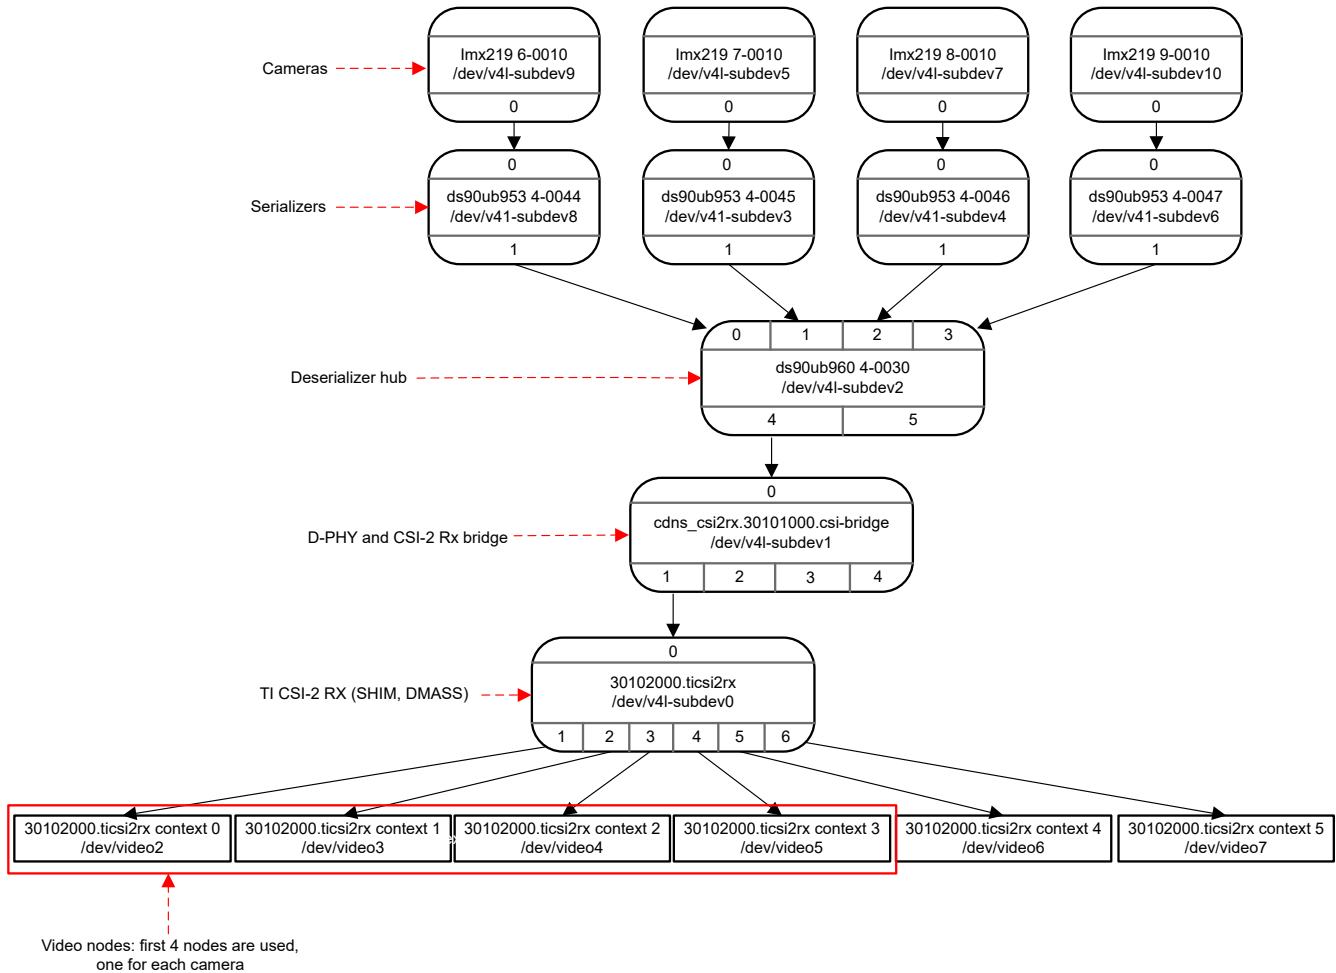 Cameras
Imx219 6-0010
/dev/v4l-subdev9
0
Imx219 7-0010
/dev/v4l-subdev5
0
Imx219 8-0010
/dev/v4l-subdev7
0
Imx219 9-0010
/dev/v4l-subdev10
0
Serializers
0
ds90ub953 4-0044
/dev/v41-subdev8
1
0
ds90ub953 4-0045
/dev/v41-subdev3
1
0
ds90ub953 4-0046
/dev/v41-subdev4
1
0
ds90ub953 4-0047
/dev/v41-subdev6
1
Deserializer hub
0 1 2 3
ds90ub960 4-0030
/dev/v4l-subdev2
4 5
D-PHY and CSI-2 Rx bridge
0
cdns_csi2rx.30101000.csi-bridge
/dev/v4l-subdev1
1 2 3 4
TI CSI-2 RX (SHIM, DMASS)
0
30102000.ticsi2rx
/dev/v4l-subdev0
1 2 3 4 5 6
30102000.ticsi2rx context 0
/dev/video2
30102000.ticsi2rx context 1
/dev/video3
30102000.ticsi2rx context 2
/dev/video4
30102000.ticsi2rx context 3
/dev/video5
30102000.ticsi2rx context 4
/dev/video6
30102000.ticsi2rx context 5
/dev/video7
Video nodes: first 4 nodes are used,
one for each camera